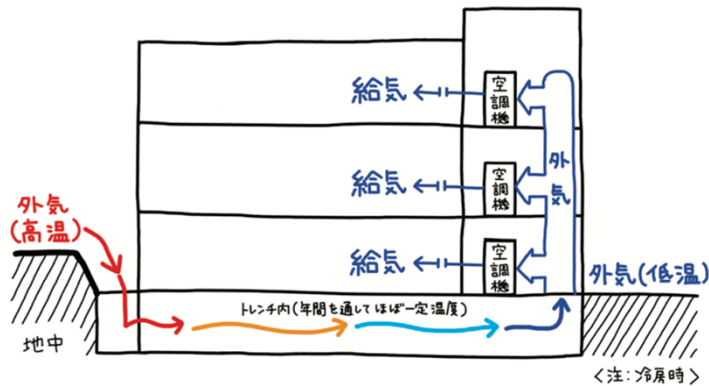 給気
空調機
外気
給気
空調機
給気
空調機
外気
(高温)
外気(低温)
トレンチ内(年間を通してほぼ一定温度)
地中
<注:冷房時>